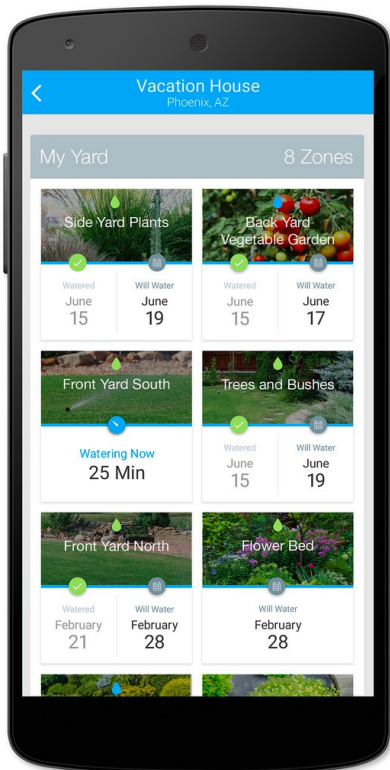 Vacation House
Phoenix, AZ
My Yard
8 Zones
Side Yard Plants
Watered
June
15
Will Water
June
19
Back Yard
Vegetable Garden
Watered
June
15
Will Water
June
17
Front Yard South
Watering Now
25 Min
Trees and Bushes
Watered
June
15
Will Water
June
19
Front Yard North
Watered
February
21
Will Water
February
28
Flower Bed
Will Water
February
28